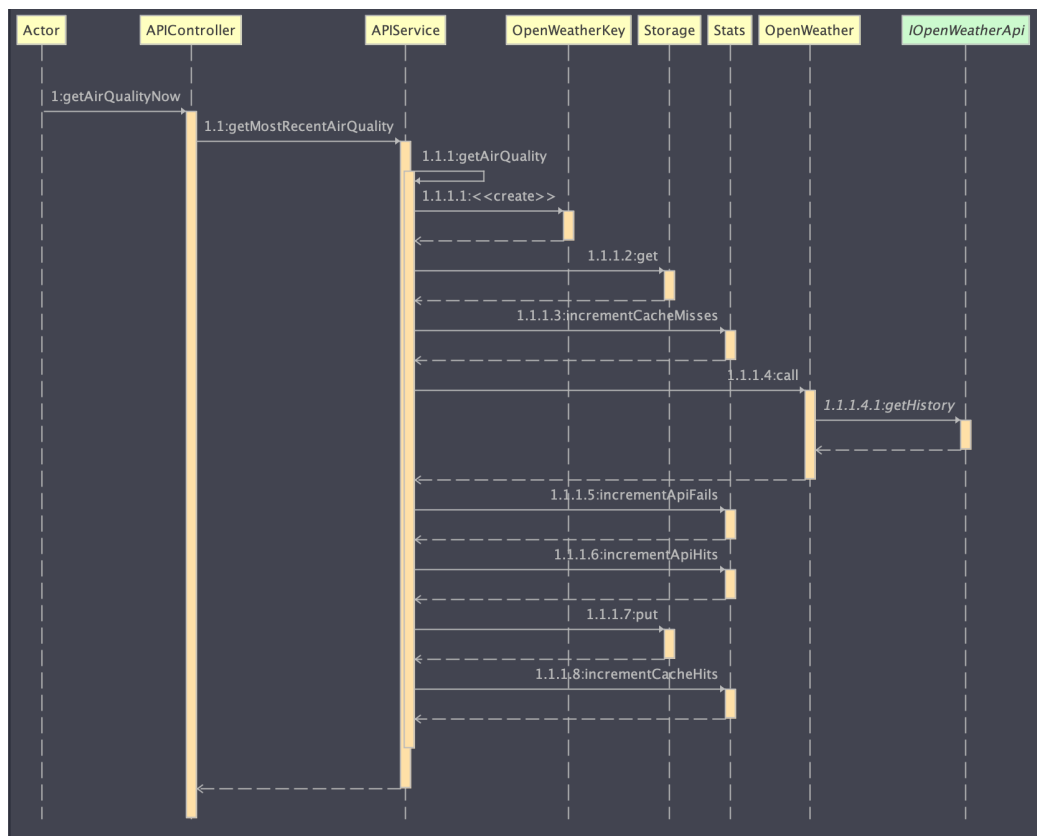 Actor
APIController
APIService
OpenWeatherKey
Storage
Stats
OpenWeather
IOpenWeatherApi
1:getAirQualityNow
1.1:getMostRecentAirQuality
1.1.1:getAirQuality
1.1.1.1:<<create>>
1.1.1.2:get
1.1.1.3:incrementCacheMisses
1.1.1.4:call
1.1.1.4.1:getHistory
1.1.1.5:incrementApiFails
1.1.1.6:incrementApiHits
1.1.1.7:put
1.1.1.8:incrementCacheHits